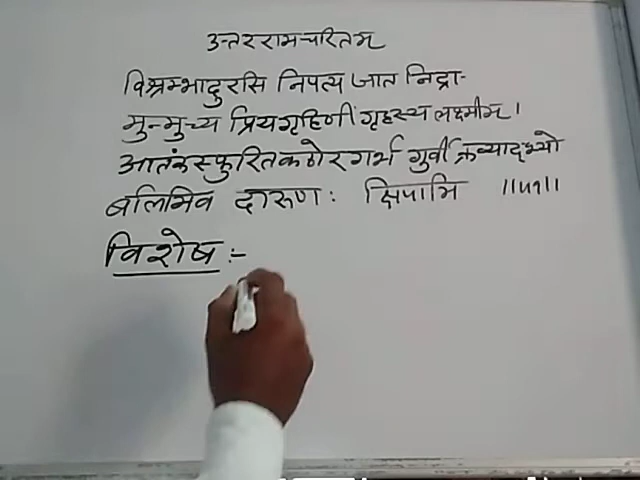 उत्तररामचरितम्
विश्रम्भादुरसि निपत्य जात निद्रा-
मुन्मुच्य प्रियगृहिणीं गृहस्य लक्ष्मीम् ।
आतंकस्फुरितकठोरगर्भ गुर्वी क्रव्याद्भ्यो
बलिमिव दारूणः क्षिपामि ॥५१॥
विशेष :-